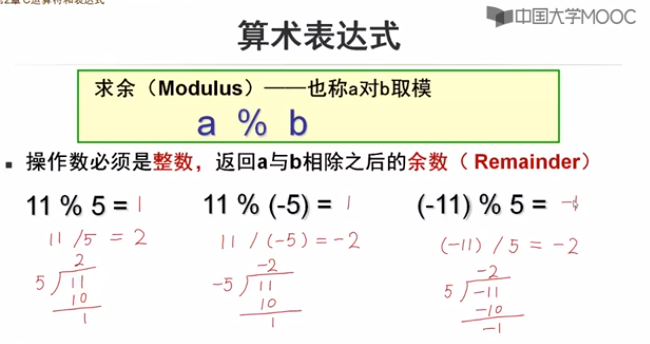 第2章 C运算符和表达式
中国大学MOOC
算术表达式
求余（Modulus）——也称a对b取模
a % b
操作数必须是整数，返回a与b相除之后的余数（Remainder）
11 % 5 = 1
11 % (-5) = 1
(-11) % 5 = -1
11 / 5 = 2
11 / (-5) = -2
(-11) / 5 = -2
2
-2
-2
5 11
-5 11
5 -11
10
10
-10
1
1
-1